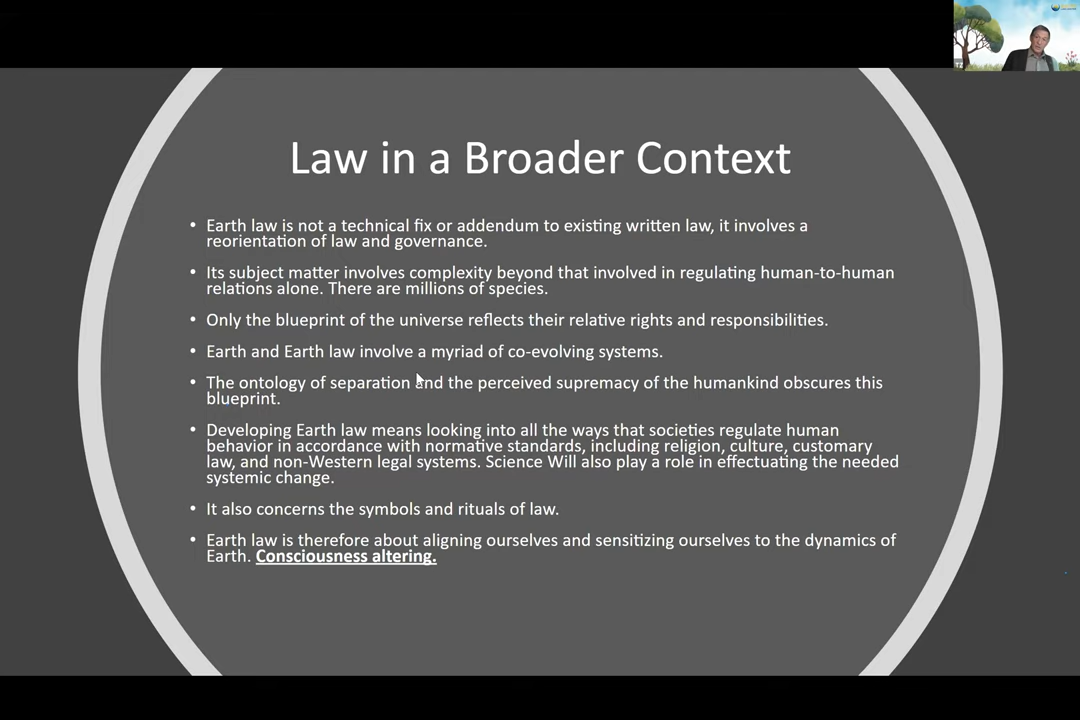 Law in a Broader Context
• Earth law is not a technical fix or addendum to existing written law, it involves a
reorientation of law and governance.
• Its subject matter involves complexity beyond that involved in regulating human-to-human
relations alone. There are millions of species.
• Only the blueprint of the universe reflects their relative rights and responsibilities.
• Earth and Earth law involve a myriad of co-evolving systems.
• The ontology of separation and the perceived supremacy of the humankind obscures this
blueprint.
• Developing Earth law means looking into all the ways that societies regulate human
behavior in accordance with normative standards, including religion, culture, customary
law, and non-Western legal systems. Science Will also play a role in effectuating the needed
systemic change.
• It also concerns the symbols and rituals of law.
• Earth law is therefore about aligning ourselves and sensitizing ourselves to the dynamics of
Earth. Consciousness altering.